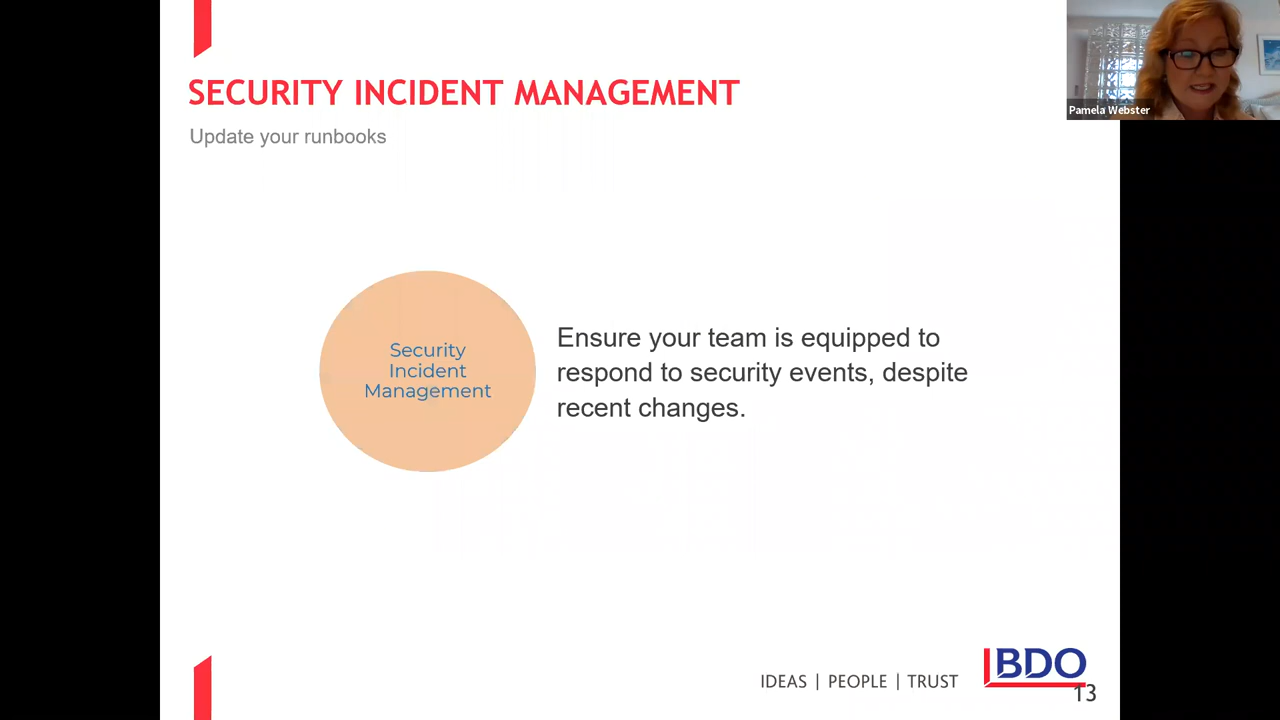 SECURITY INCIDENT MANAGEMENT
Update your runbooks
Pamela Webster
Security
Incident
Management
Ensure your team is equipped to
respond to security events, despite
recent changes.
IDEAS | PEOPLE | TRUST
BDO
13